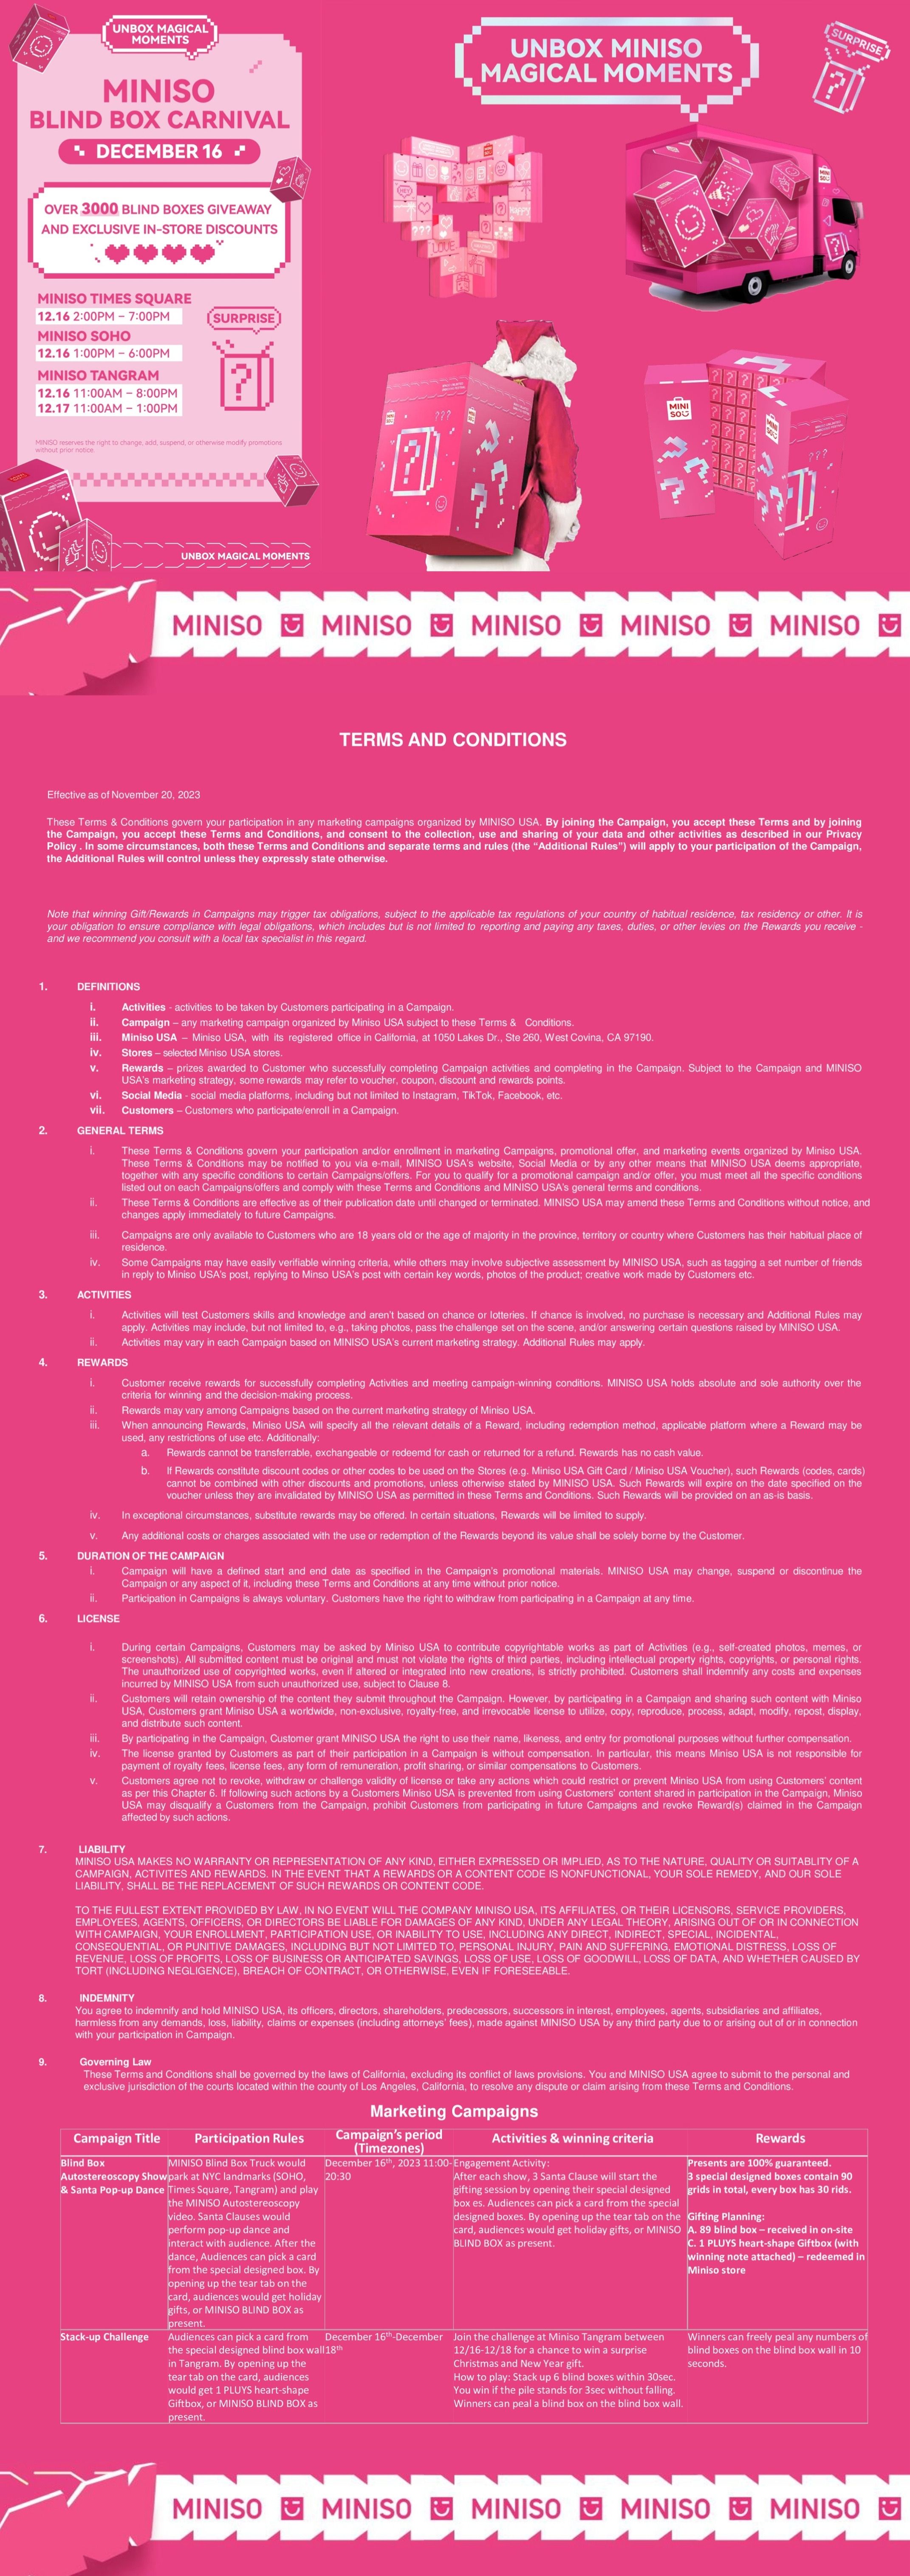 UNBOX MAGICAL
MOMENTS
MINISO
BLIND BOX CARNIVAL
DECEMBER 16
OVER 3000 BLIND BOXES GIVEAWAY
AND EXCLUSIVE IN-STORE DISCOUNTS
MINISO TIMES SQUARE
12.16 2:00PM – 7:00PM
MINISO SOHO
12.16 1:00PM – 6:00PM
MINISO TANGRAM
12.16 11:00AM – 8:00PM
12.17 11:00AM – 1:00PM
SURPRISE
?
MINISO reserves the right to change, add, suspend, or otherwise modify promotions
without prior notice
UNBOX MAGICAL MOMENTS
UNBOX MINISO
MAGICAL MOMENTS
SURPRISE
?
???
LOVE
MINI
SO
MINISO MINISO MINISO MINISO MINISO
TERMS AND CONDITIONS
Effective as of November 20, 2023
These Terms & Conditions govern your participation in any marketing campaigns organized by MINISO USA. By joining the Campaign, you accept these Terms and by joining
the Campaign, you accept these Terms and Conditions, and consent to the collection, use and sharing of your data and other activities as described in our Privacy
Policy . In some circumstances, both these Terms and Conditions and separate terms and rules (the “Additional Rules”) will apply to your participation of the Campaign,
the Additional Rules will control unless they expressly state otherwise.
Note that winning Gift/Rewards in Campaigns may trigger tax obligations, subject to the applicable tax regulations of your country of habitual residence, tax residency or other. It is
your obligation to ensure compliance with legal obligations, which includes but is not limited to reporting and paying any taxes, duties, or other levies on the Rewards you receive -
and we recommend you consult with a local tax specialist in this regard.
1. DEFINITIONS
i. Activities - activities to be taken by Customers participating in a Campaign.
ii. Campaign – any marketing campaign organized by Miniso USA subject to these Terms & Conditions.
iii. Miniso USA – Miniso USA, with its registered office in California, at 1050 Lakes Dr., Ste 260, West Covina, CA 97190.
iv. Stores – selected Miniso USA stores.
v. Rewards – prizes awarded to Customer who successfully completing Campaign activities and completing in the Campaign. Subject to the Campaign and MINISO
USA’s marketing strategy, some rewards may refer to voucher, coupon, discount and rewards points.
vi. Social Media - social media platforms, including but not limited to Instagram, TikTok, Facebook, etc.
vii. Customers – Customers who participate/enroll in a Campaign.
2. GENERAL TERMS
i. These Terms & Conditions govern your participation and/or enrollment in marketing Campaigns, promotional offer, and marketing events organized by Miniso USA.
These Terms & Conditions may be notified to you via e-mail, MINISO USA’s website, Social Media or by any other means that MINISO USA deems appropriate,
together with any specific conditions to certain Campaigns/offers. For you to qualify for a promotional campaign and/or offer, you must meet all the specific conditions
listed out on each Campaigns/offers and comply with these Terms and Conditions and MINISO USA’s general terms and conditions.
ii. These Terms & Conditions are effective as of their publication date until changed or terminated. MINISO USA may amend these Terms and Conditions without notice, and
changes apply immediately to future Campaigns.
iii. Campaigns are only available to Customers who are 18 years old or the age of majority in the province, territory or country where Customers has their habitual place of
residence.
iv. Some Campaigns may have easily verifiable winning criteria, while others may involve subjective assessment by MINISO USA, such as tagging a set number of friends
in reply to Miniso USA’s post, replying to Minso USA’s post with certain key words, photos of the product; creative work made by Customers etc.
3. ACTIVITIES
i. Activities will test Customers skills and knowledge and aren’t based on chance or lotteries. If chance is involved, no purchase is necessary and Additional Rules may
apply. Activities may include, but not limited to, e.g., taking photos, pass the challenge set on the scene, and/or answering certain questions raised by MINISO USA.
ii. Activities may vary in each Campaign based on MINISO USA’s current marketing strategy. Additional Rules may apply.
4. REWARDS
i. Customer receive rewards for successfully completing Activities and meeting campaign-winning conditions. MINISO USA holds absolute and sole authority over the
criteria for winning and the decision-making process.
ii. Rewards may vary among Campaigns based on the current marketing strategy of Miniso USA.
iii. When announcing Rewards, Miniso USA will specify all the relevant details of a Reward, including redemption method, applicable platform where a Reward may be
used, any restrictions of use etc. Additionally:
a. Rewards cannot be transferrable, exchangeable or redeemed for cash or returned for a refund. Rewards has no cash value.
b. If Rewards constitute discount codes or other codes to be used on the Stores (e.g. Miniso USA Gift Card / Miniso USA Voucher), such Rewards (codes, cards)
cannot be combined with other discounts and promotions, unless otherwise stated by MINISO USA. Such Rewards will expire on the date specified on the
voucher unless they are invalidated by MINISO USA as permitted in these Terms and Conditions. Such Rewards will be provided on an as-is basis.
iv. In exceptional circumstances, substitute rewards may be offered. In certain situations, Rewards will be limited to supply.
v. Any additional costs or charges associated with the use or redemption of the Rewards beyond its value shall be solely borne by the Customer.
5. DURATION OF THE CAMPAIGN
i. Campaign will have a defined start and end date as specified in the Campaign’s promotional materials. MINISO USA may change, suspend or discontinue the
Campaign or any aspect of it, including these Terms and Conditions at any time without prior notice.
ii. Participation in Campaigns is always voluntary. Customers have the right to withdraw from participating in a Campaign at any time.
6. LICENSE
i. During certain Campaigns, Customers may be asked by Miniso USA to contribute copyrightable works as part of Activities (e.g., self-created photos, memes, or
screenshots). All submitted content must be original and must not violate the rights of third parties, including intellectual property rights, copyrights, or personal rights.
The unauthorized use of copyrighted works, even if altered or integrated into new creations, is strictly prohibited. Customers shall indemnify any costs and expenses
incurred by MINISO USA from such unauthorized use, subject to Clause 8.
ii. Customers will retain ownership of the content they submit throughout the Campaign. However, by participating in a Campaign and sharing such content with Miniso
USA, Customers grant Miniso USA a worldwide, non-exclusive, royalty-free, and irrevocable license to utilize, copy, reproduce, process, adapt, modify, repost, display,
and distribute such content.
iii. By participating in the Campaign, Customer grant MINISO USA the right to use their name, likeness, and entry for promotional purposes without further compensation.
iv. The license granted by Customers as part of their participation in a Campaign is without compensation. In particular, this means Miniso USA is not responsible for
payment of royalty fees, license fees, any form of remuneration, profit sharing, or similar compensations to Customers.
v. Customers agree not to revoke, withdraw or challenge validity of license or take any actions which could restrict or prevent Miniso USA from using Customers’ content
as per this Chapter 6. If following such actions by a Customers Miniso USA is prevented from using Customers’ content shared in participation in the Campaign, Miniso
USA may disqualify a Customers from the Campaign, prohibit Customers from participating in future Campaigns and revoke Reward(s) claimed in the Campaign
affected by such actions.
7. LIABILITY
MINISO USA MAKES NO WARRANTY OR REPRESENTATION OF ANY KIND, EITHER EXPRESSED OR IMPLIED, AS TO THE NATURE, QUALITY OR SUITABLITY OF A
CAMPAIGN, ACTIVITES AND REWARDS. IN THE EVENT THAT A REWARDS OR A CONTENT CODE IS NONFUNCTIONAL, YOUR SOLE REMEDY, AND OUR SOLE
LIABILITY, SHALL BE THE REPLACEMENT OF SUCH REWARDS OR CONTENT CODE.
TO THE FULLEST EXTENT PROVIDED BY LAW, IN NO EVENT WILL THE COMPANY MINISO USA, ITS AFFILIATES, OR THEIR LICENSORS, SERVICE PROVIDERS,
EMPLOYEES, AGENTS, OFFICERS, OR DIRECTORS BE LIABLE FOR DAMAGES OF ANY KIND, UNDER ANY LEGAL THEORY, ARISING OUT OF OR IN CONNECTION
WITH CAMPAIGN, YOUR ENROLLMENT, PARTICIPATION USE, OR INABILITY TO USE, INCLUDING ANY DIRECT, INDIRECT, SPECIAL, INCIDENTAL,
CONSEQUENTIAL, OR PUNITIVE DAMAGES, INCLUDING BUT NOT LIMITED TO, PERSONAL INJURY, PAIN AND SUFFERING, EMOTIONAL DISTRESS, LOSS OF
REVENUE, LOSS OF PROFITS, LOSS OF BUSINESS OR ANTICIPATED SAVINGS, LOSS OF USE, LOSS OF GOODWILL, LOSS OF DATA, AND WHETHER CAUSED BY
TORT (INCLUDING NEGLIGENCE), BREACH OF CONTRACT, OR OTHERWISE, EVEN IF FORESEEABLE.
8. INDEMNITY
You agree to indemnify and hold MINISO USA, its officers, directors, shareholders, predecessors, successors in interest, employees, agents, subsidiaries and affiliates,
harmless from any demands, loss, liability, claims or expenses (including attorneys’ fees), made against MINISO USA by any third party due to or arising out of or in connection
with your participation in Campaign.
9. Governing Law
These Terms and Conditions shall be governed by the laws of California, excluding its conflict of laws provisions. You and MINISO USA agree to submit to the personal and
exclusive jurisdiction of the courts located within the county of Los Angeles, California, to resolve any dispute or claim arising from these Terms and Conditions.
Marketing Campaigns
Campaign Title
Participation Rules
Campaign’s period
(Timezones)
Activities & winning criteria
Rewards
Blind Box
Autostereoscopy Show
& Santa Pop-up Dance
MINISO Blind Box Truck would
park at NYC landmarks (SOHO,
Times Square, Tangram) and play
the MINISO Autostereoscopy
video. Santa Clauses would
perform pop-up dance and
interact with audience. After the
dance, Audiences can pick a card
from the special designed box. By
opening up the tear tab on the
card, audiences would get holiday
gifts, or MINISO BLIND BOX as
present.
December 16th, 2023 11:00-
20:30
Engagement Activity:
After each show, 3 Santa Clause will start the
gifting session by opening their special designed
box es. Audiences can pick a card from the special
designed boxes. By opening up the tear tab on the
card, audiences would get holiday gifts, or MINISO
BLIND BOX as present.
Presents are 100% guaranteed.
3 special designed boxes contain 90
grids in total, every box has 30 rids.
Gifting Planning:
A. 89 blind box – received in on-site
C. 1 PLUYS heart-shape Giftbox (with
winning note attached) – redeemed in
Miniso store
Stack-up Challenge
Audiences can pick a card from
the special designed blind box wall
in Tangram. By opening up the
tear tab on the card, audiences
would get 1 PLUYS heart-shape
Giftbox, or MINISO BLIND BOX as
present.
December 16th-December
18th
Join the challenge at Miniso Tangram between
12/16-12/18 for a chance to win a surprise
Christmas and New Year gift.
How to play: Stack up 6 blind boxes within 30sec.
You win if the pile stands for 3sec without falling.
Winners can peal a blind box on the blind box wall.
Winners can freely peal any numbers of
blind boxes on the blind box wall in 10
seconds.
MINISO MINISO MINISO MINISO MINISO